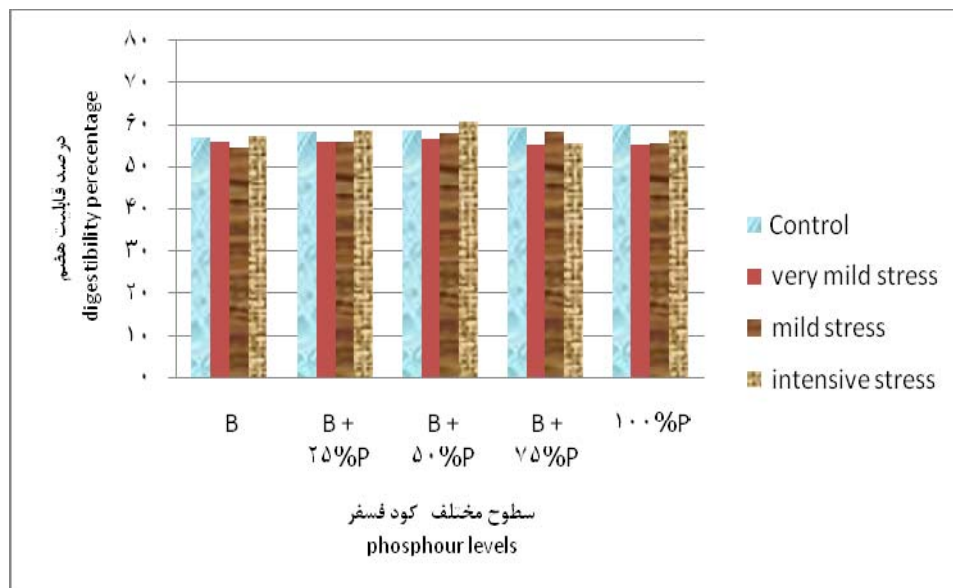 ۸۰
۷۰
۶۰
۵۰
۴۰
۳۰
۲۰
۱۰
۰
درصد قابلیت هضم
digestibility perecentage
B
B +
۲۵%P
B +
۵۰%P
B +
۷۵%P
۱۰۰%P
سطوح مختلف کود فسفر
phosphour levels
Control
very mild stress
mild stress
intensive stress